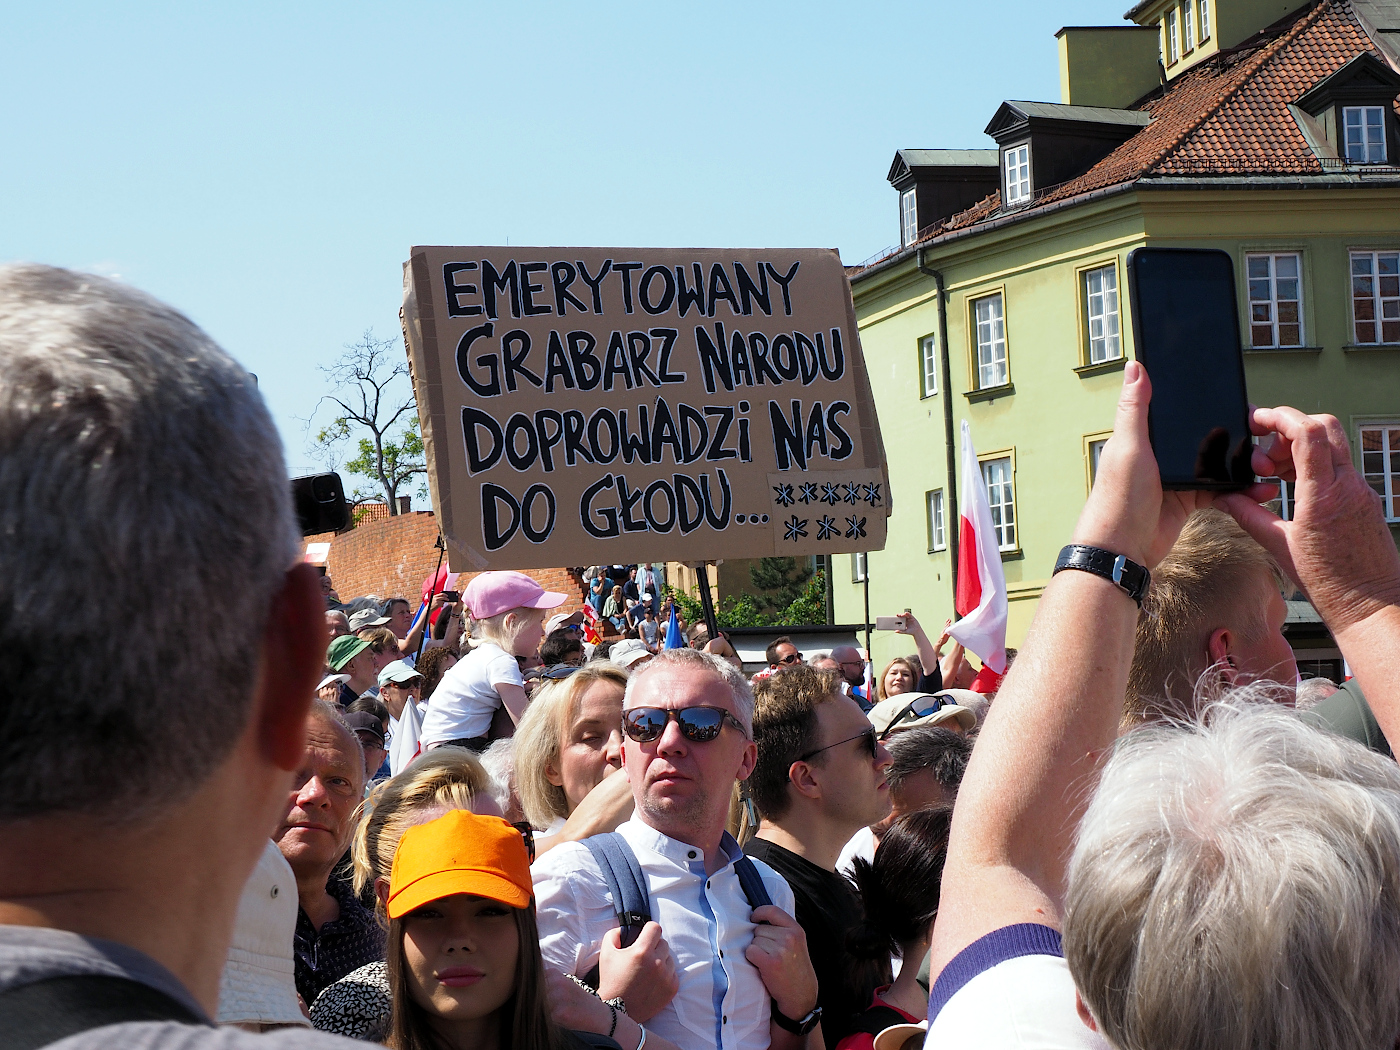 EMERYTOWANY
GRABARZ NARODU
DOPROWADZi NAS
DO GŁODU... *****
***